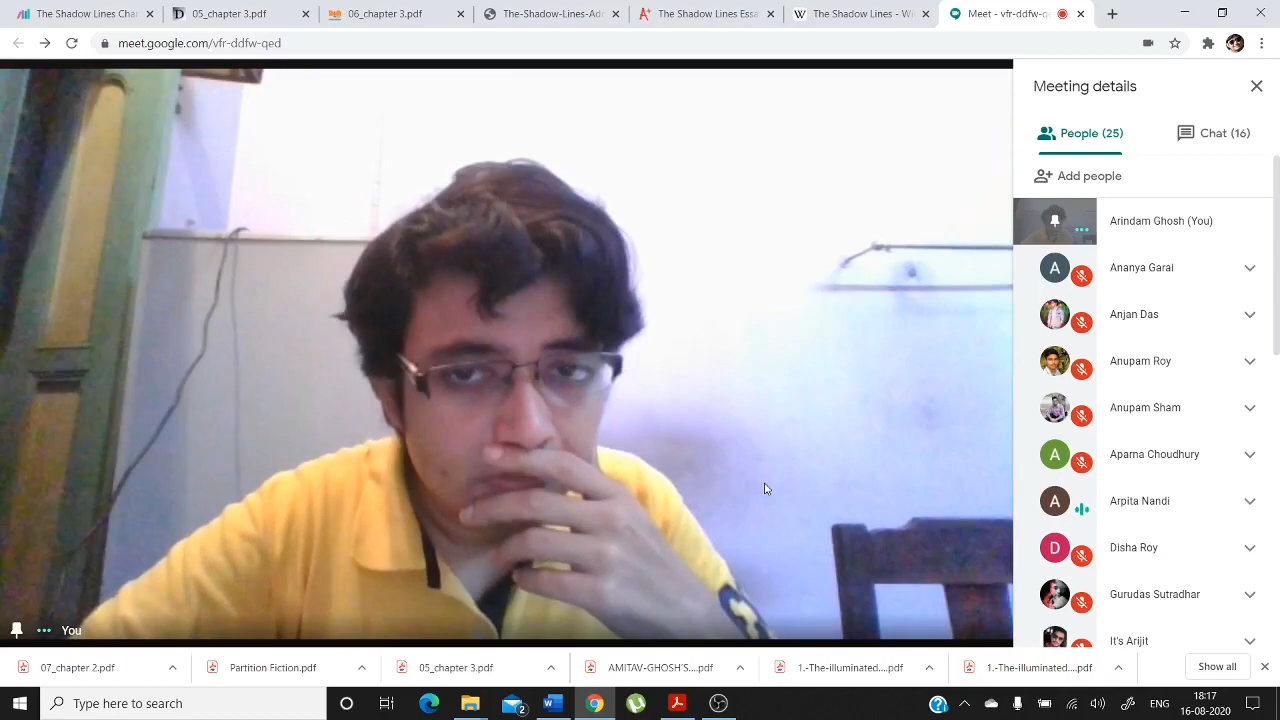 The Shadow Lines Cha
05_chapter 3.pdf
06_chapter 3.pdf
The-Shadow-Lines-Ad
The Shadow Lines Essa
The Shadow Lines - Wi
Meet - vfr-ddfw-q
meet.google.com/vfr-ddfw-qed
Meeting details
People (25)
Chat (16)
Add people
Arindam Ghosh (You)
A
Ananya Garai
Anjan Das
Anupam Roy
Anupam Sham
A
Aparna Choudhury
A
Arpita Nandi
D
Disha Roy
Gurudas Sutradhar
It's Arijit
You
07_chapter 2.pdf
Partition Fiction.pdf
05_chapter 3.pdf
AMITAV-GHOSH'S....pdf
1.-The-illuminated....pdf
1.-The-illuminated....pdf
Show all
Type here to search
2
ENG
18:17
16-08-2020